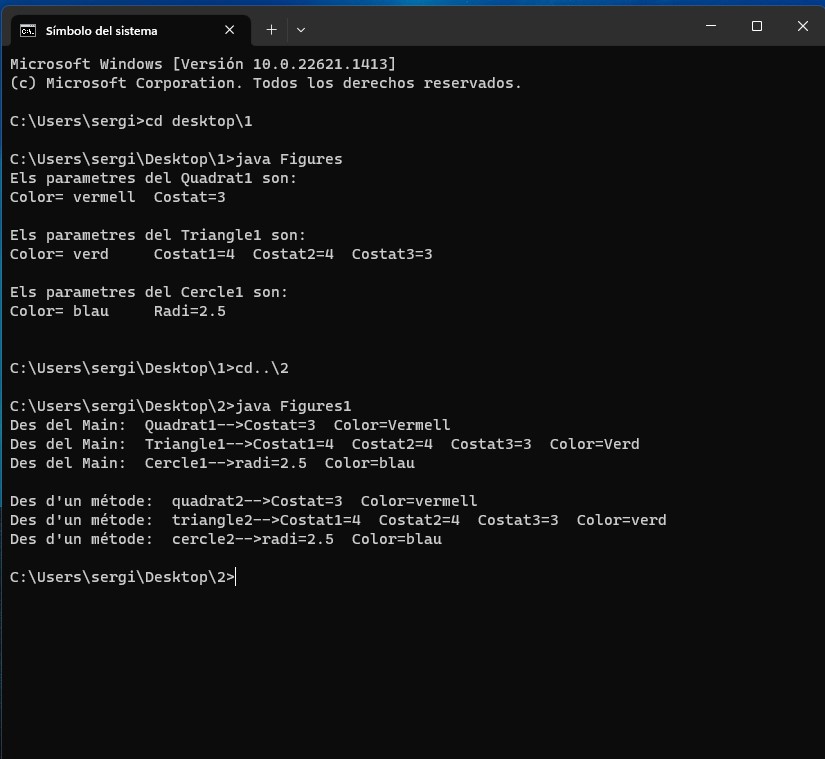 Símbolo del sistema
Microsoft Windows [Versión 10.0.22621.1413]
(c) Microsoft Corporation. Todos los derechos reservados.
C:\Users\sergi>cd desktop\1
C:\Users\sergi\Desktop\1>java Figures
Els parametres del Quadrat1 son:
Color= vermell  Costat=3
Els parametres del Triangle1 son:
Color= verd     Costat1=4  Costat2=4  Costat3=3
Els parametres del Cercle1 son:
Color= blau     Radi=2.5
C:\Users\sergi\Desktop\1>cd..\2
C:\Users\sergi\Desktop\2>java Figures1
Des del Main:  Quadrat1-->Costat=3  Color=Vermell
Des del Main:  Triangle1-->Costat1=4  Costat2=4  Costat3=3  Color=Verd
Des del Main:  Cercle1-->radi=2.5  Color=blau
Des d'un métode:  quadrat2-->Costat=3  Color=vermell
Des d'un métode:  triangle2-->Costat1=4  Costat2=4  Costat3=3  Color=verd
Des d'un métode:  cercle2-->radi=2.5  Color=blau
C:\Users\sergi\Desktop\2>